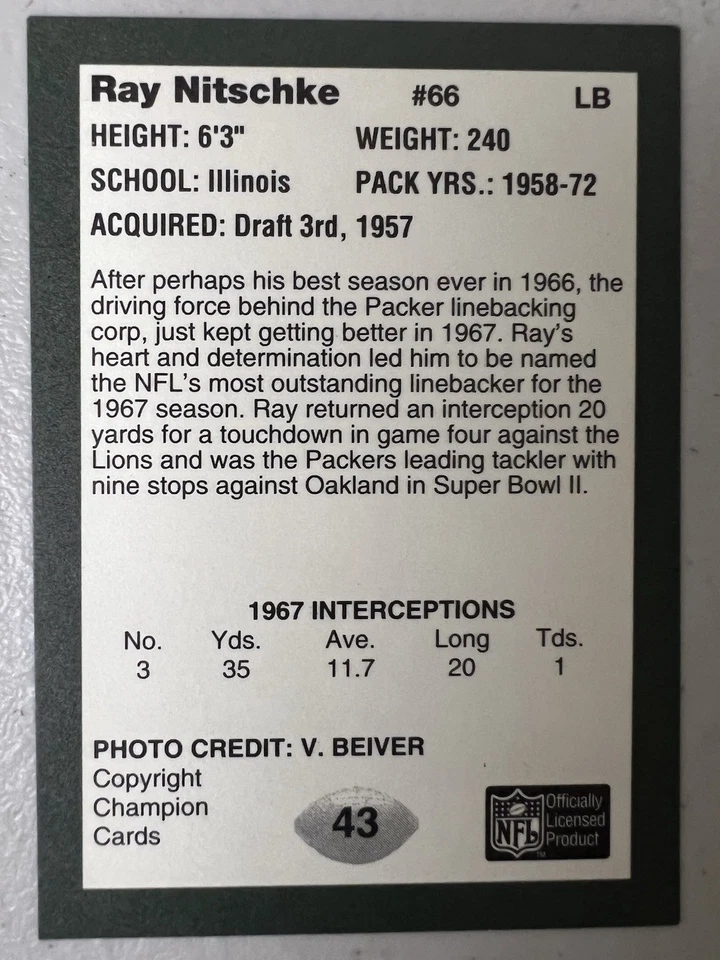 Ray Nitschke #66 LB
HEIGHT: 6'3" WEIGHT: 240
SCHOOL: Illinois PACK YRS.: 1958-72
ACQUIRED: Draft 3rd, 1957
After perhaps his best season ever in 1966, the
driving force behind the Packer linebacking
corp, just kept getting better in 1967. Ray's
heart and determination led him to be named
the NFL's most outstanding linebacker for the
1967 season. Ray returned an interception 20
yards for a touchdown in game four against the
Lions and was the Packers leading tackler with
nine stops against Oakland in Super Bowl II.
1967 INTERCEPTIONS
No. Yds. Ave. Long Tds.
3 35 11.7 20 1
PHOTO CREDIT: V. BEIVER
Copyright
Champion
Cards
43
NFL
Officially
Licensed
Product
TM